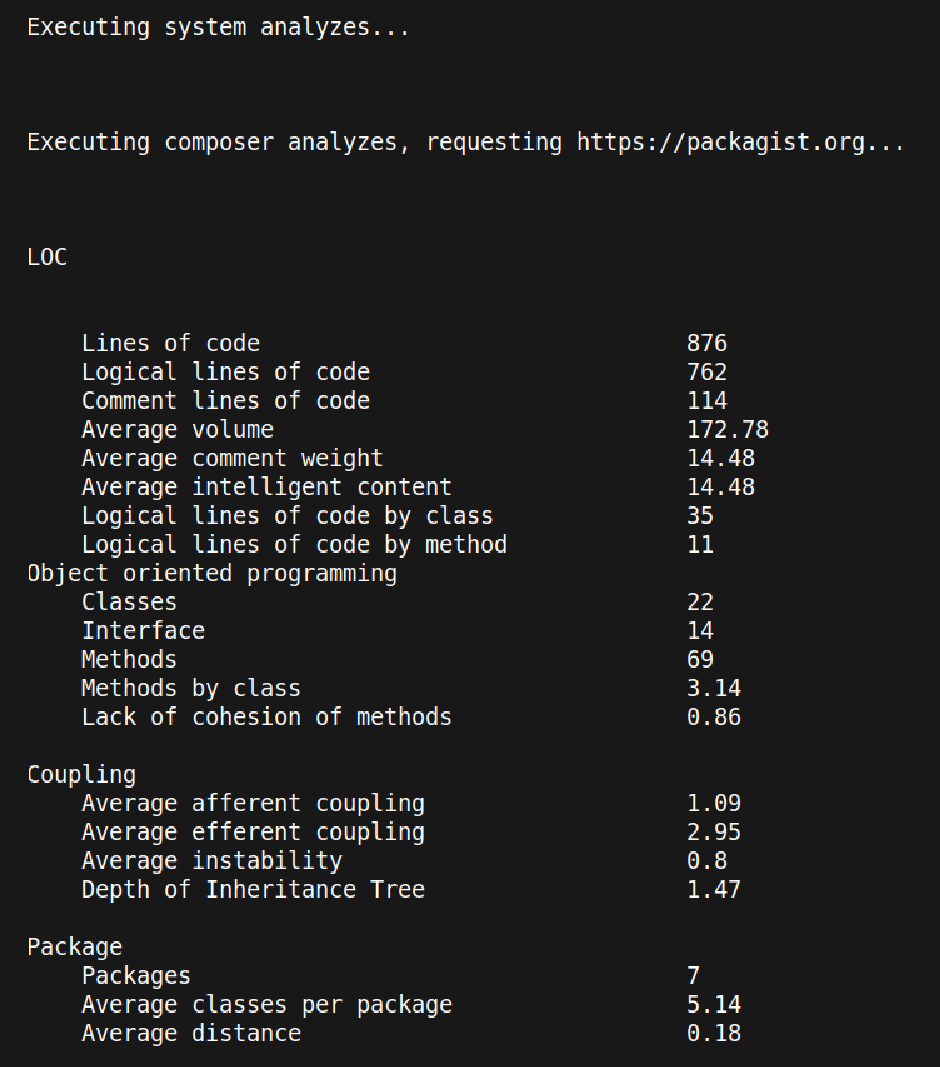 Executing system analyzes...
Executing composer analyzes, requesting https://packagist.org...
LOC
Lines of code 876
Logical lines of code 762
Comment lines of code 114
Average volume 172.78
Average comment weight 14.48
Average intelligent content 14.48
Logical lines of code by class 35
Logical lines of code by method 11
Object oriented programming
Classes 22
Interface 14
Methods 69
Methods by class 3.14
Lack of cohesion of methods 0.86
Coupling
Average afferent coupling 1.09
Average efferent coupling 2.95
Average instability 0.8
Depth of Inheritance Tree 1.47
Package
Packages 7
Average classes per package 5.14
Average distance 0.18